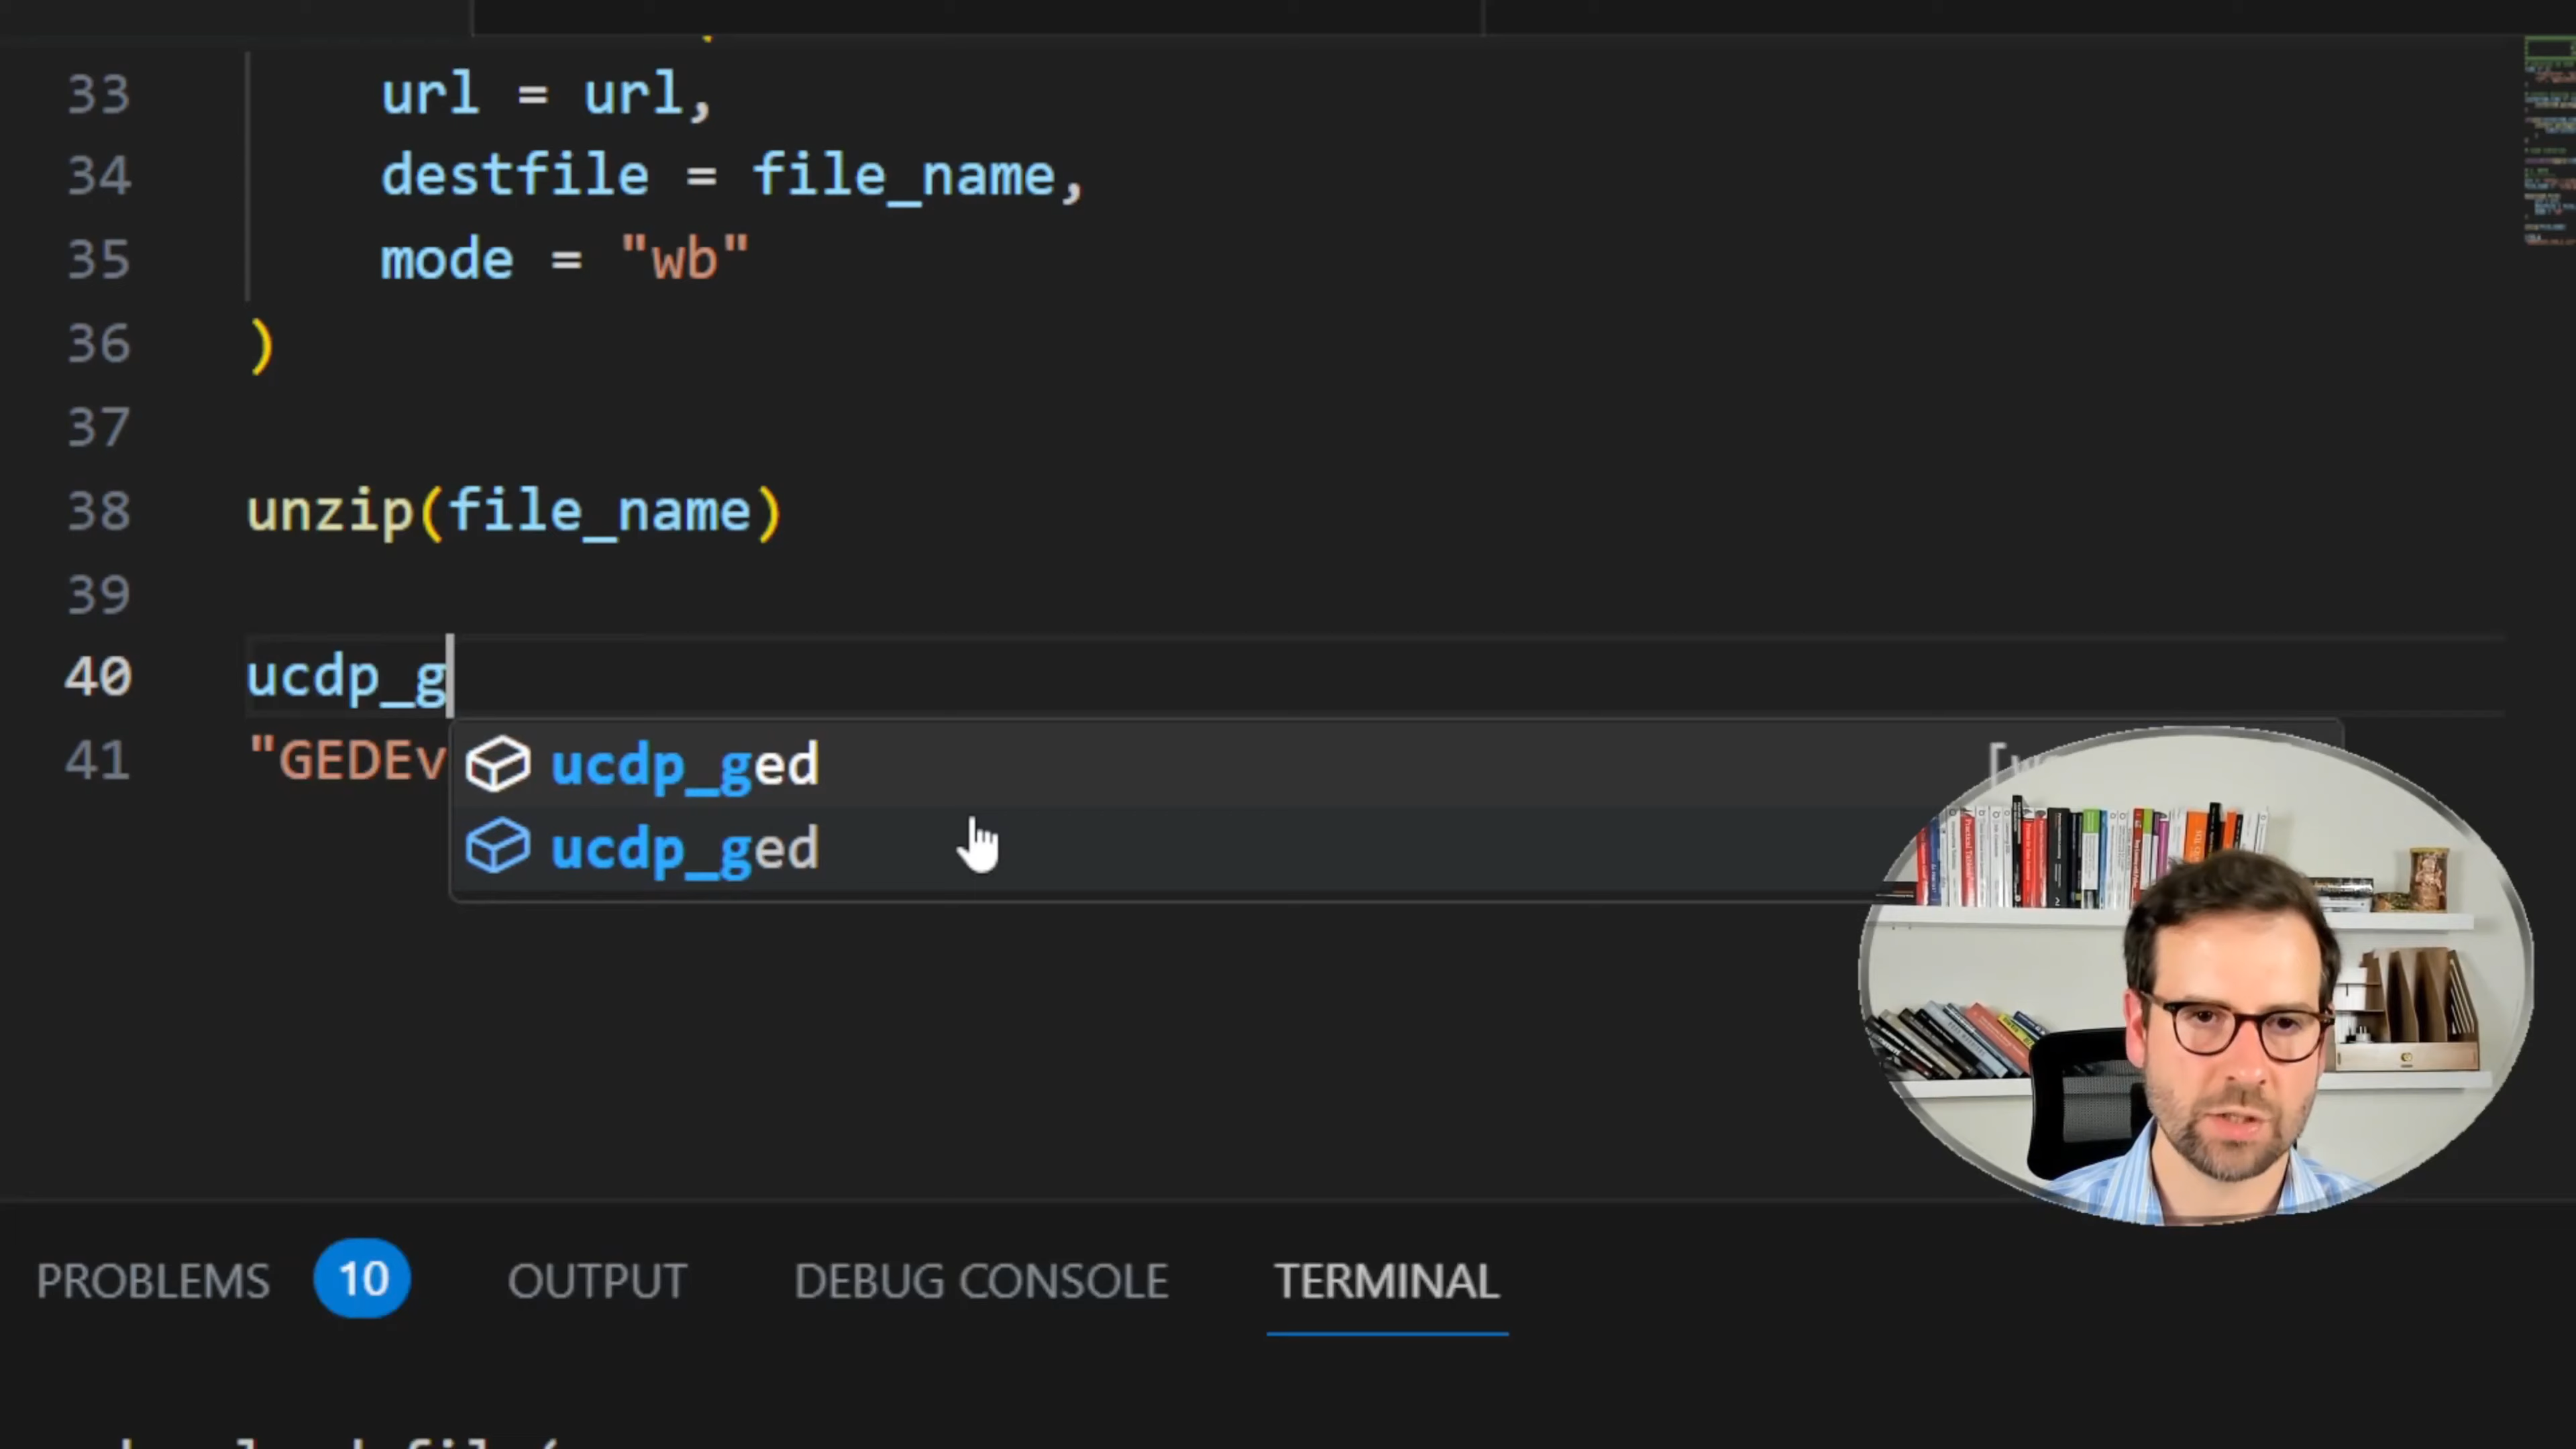 33 url = url,
34 destfile = file_name,
35 mode = "wb"
36 )
37
38 unzip(file_name)
39
40 ucdp_g
ucdp_ged
41 "GEDEv
ucdp_ged
PROBLEMS 10 OUTPUT DEBUG CONSOLE TERMINAL